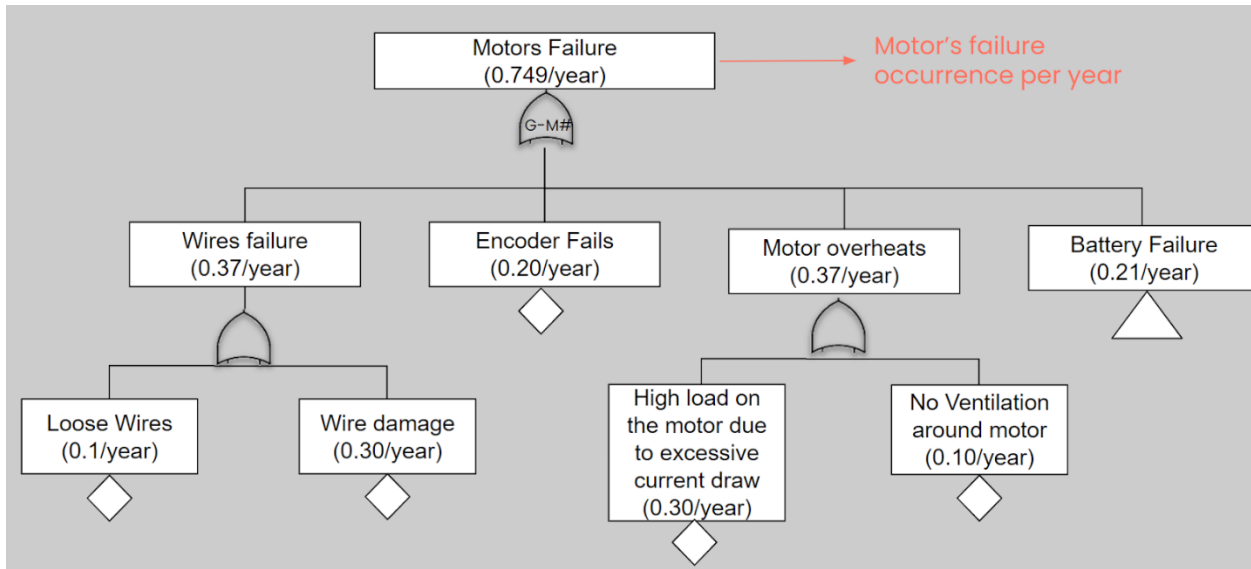 Motors Failure
(0.749/year)
Motor's failure
occurrence per year
G-M#
Wires failure
(0.37/year)
Encoder Fails
(0.20/year)
Motor overheats
(0.37/year)
Battery Failure
(0.21/year)
Loose Wires
(0.1/year)
Wire damage
(0.30/year)
High load on
the motor due
to excessive
current draw
(0.30/year)
No Ventilation
around motor
(0.10/year)